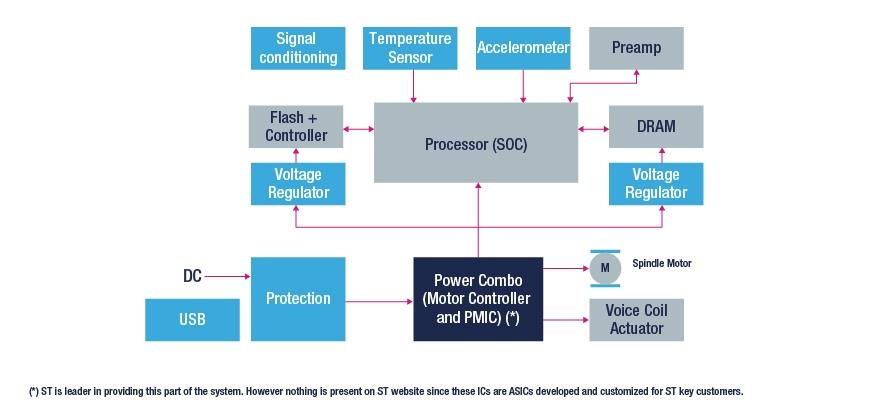 Signal
conditioning
Temperature
Sensor
Accelerometer
Preamp
Flash +
Controller
Processor (SOC)
DRAM
Voltage
Regulator
Voltage
Regulator
DC
Protection
USB
Power Combo
(Motor Controller
and PMIC) (*)
M
Spindle Motor
Voice Coil
Actuator
(*) ST is leader in providing this part of the system. However nothing is present on ST website since these ICs are ASICs developed and customized for ST key customers.